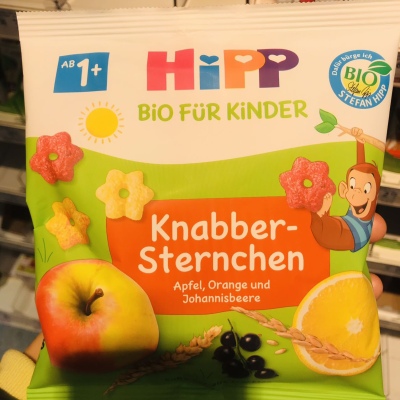 AB 1+
HiPP
BiO FÜR KiNDER
Dafür bürge ich
BIO
STEFAN HIPP
Knabber-
Sternchen
Apfel, Orange und
Johannisbeere